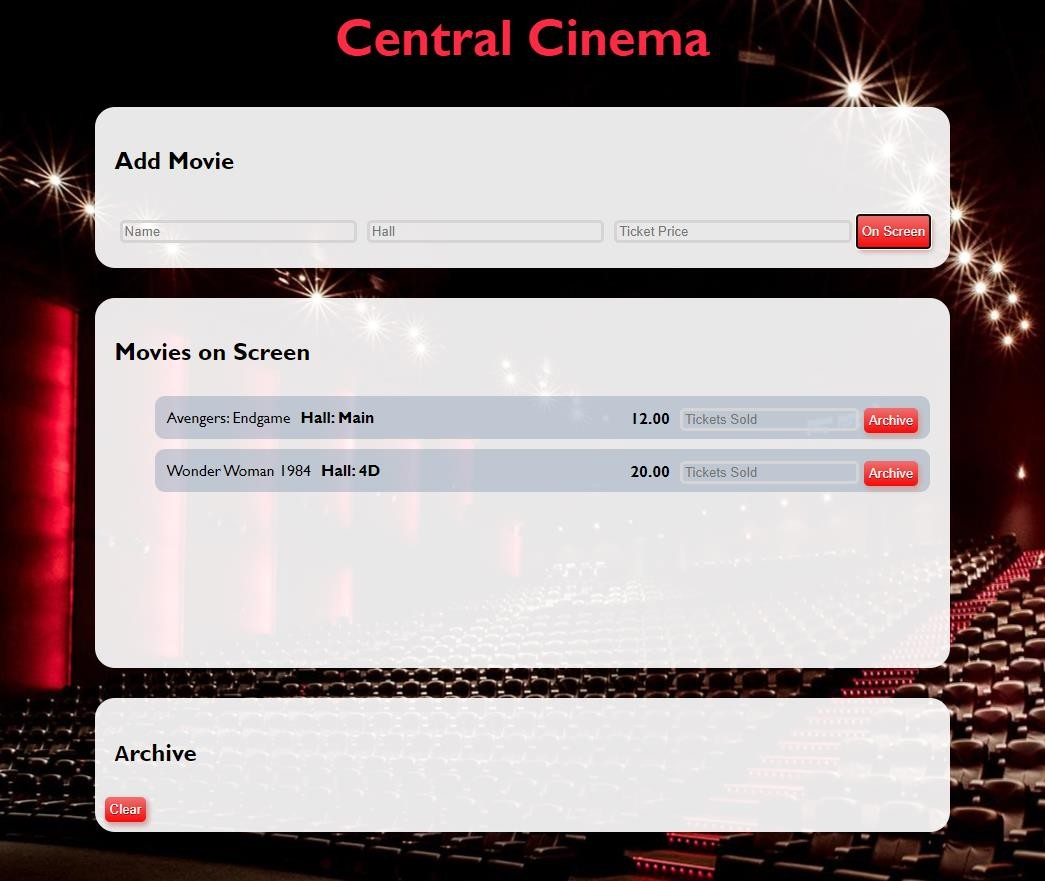 Central Cinema
Add Movie
Name Hall Ticket Price On Screen
Movies on Screen
Avengers: Endgame Hall: Main 12.00 Tickets Sold Archive
Wonder Woman 1984 Hall: 4D 20.00 Tickets Sold Archive
Archive
Clear